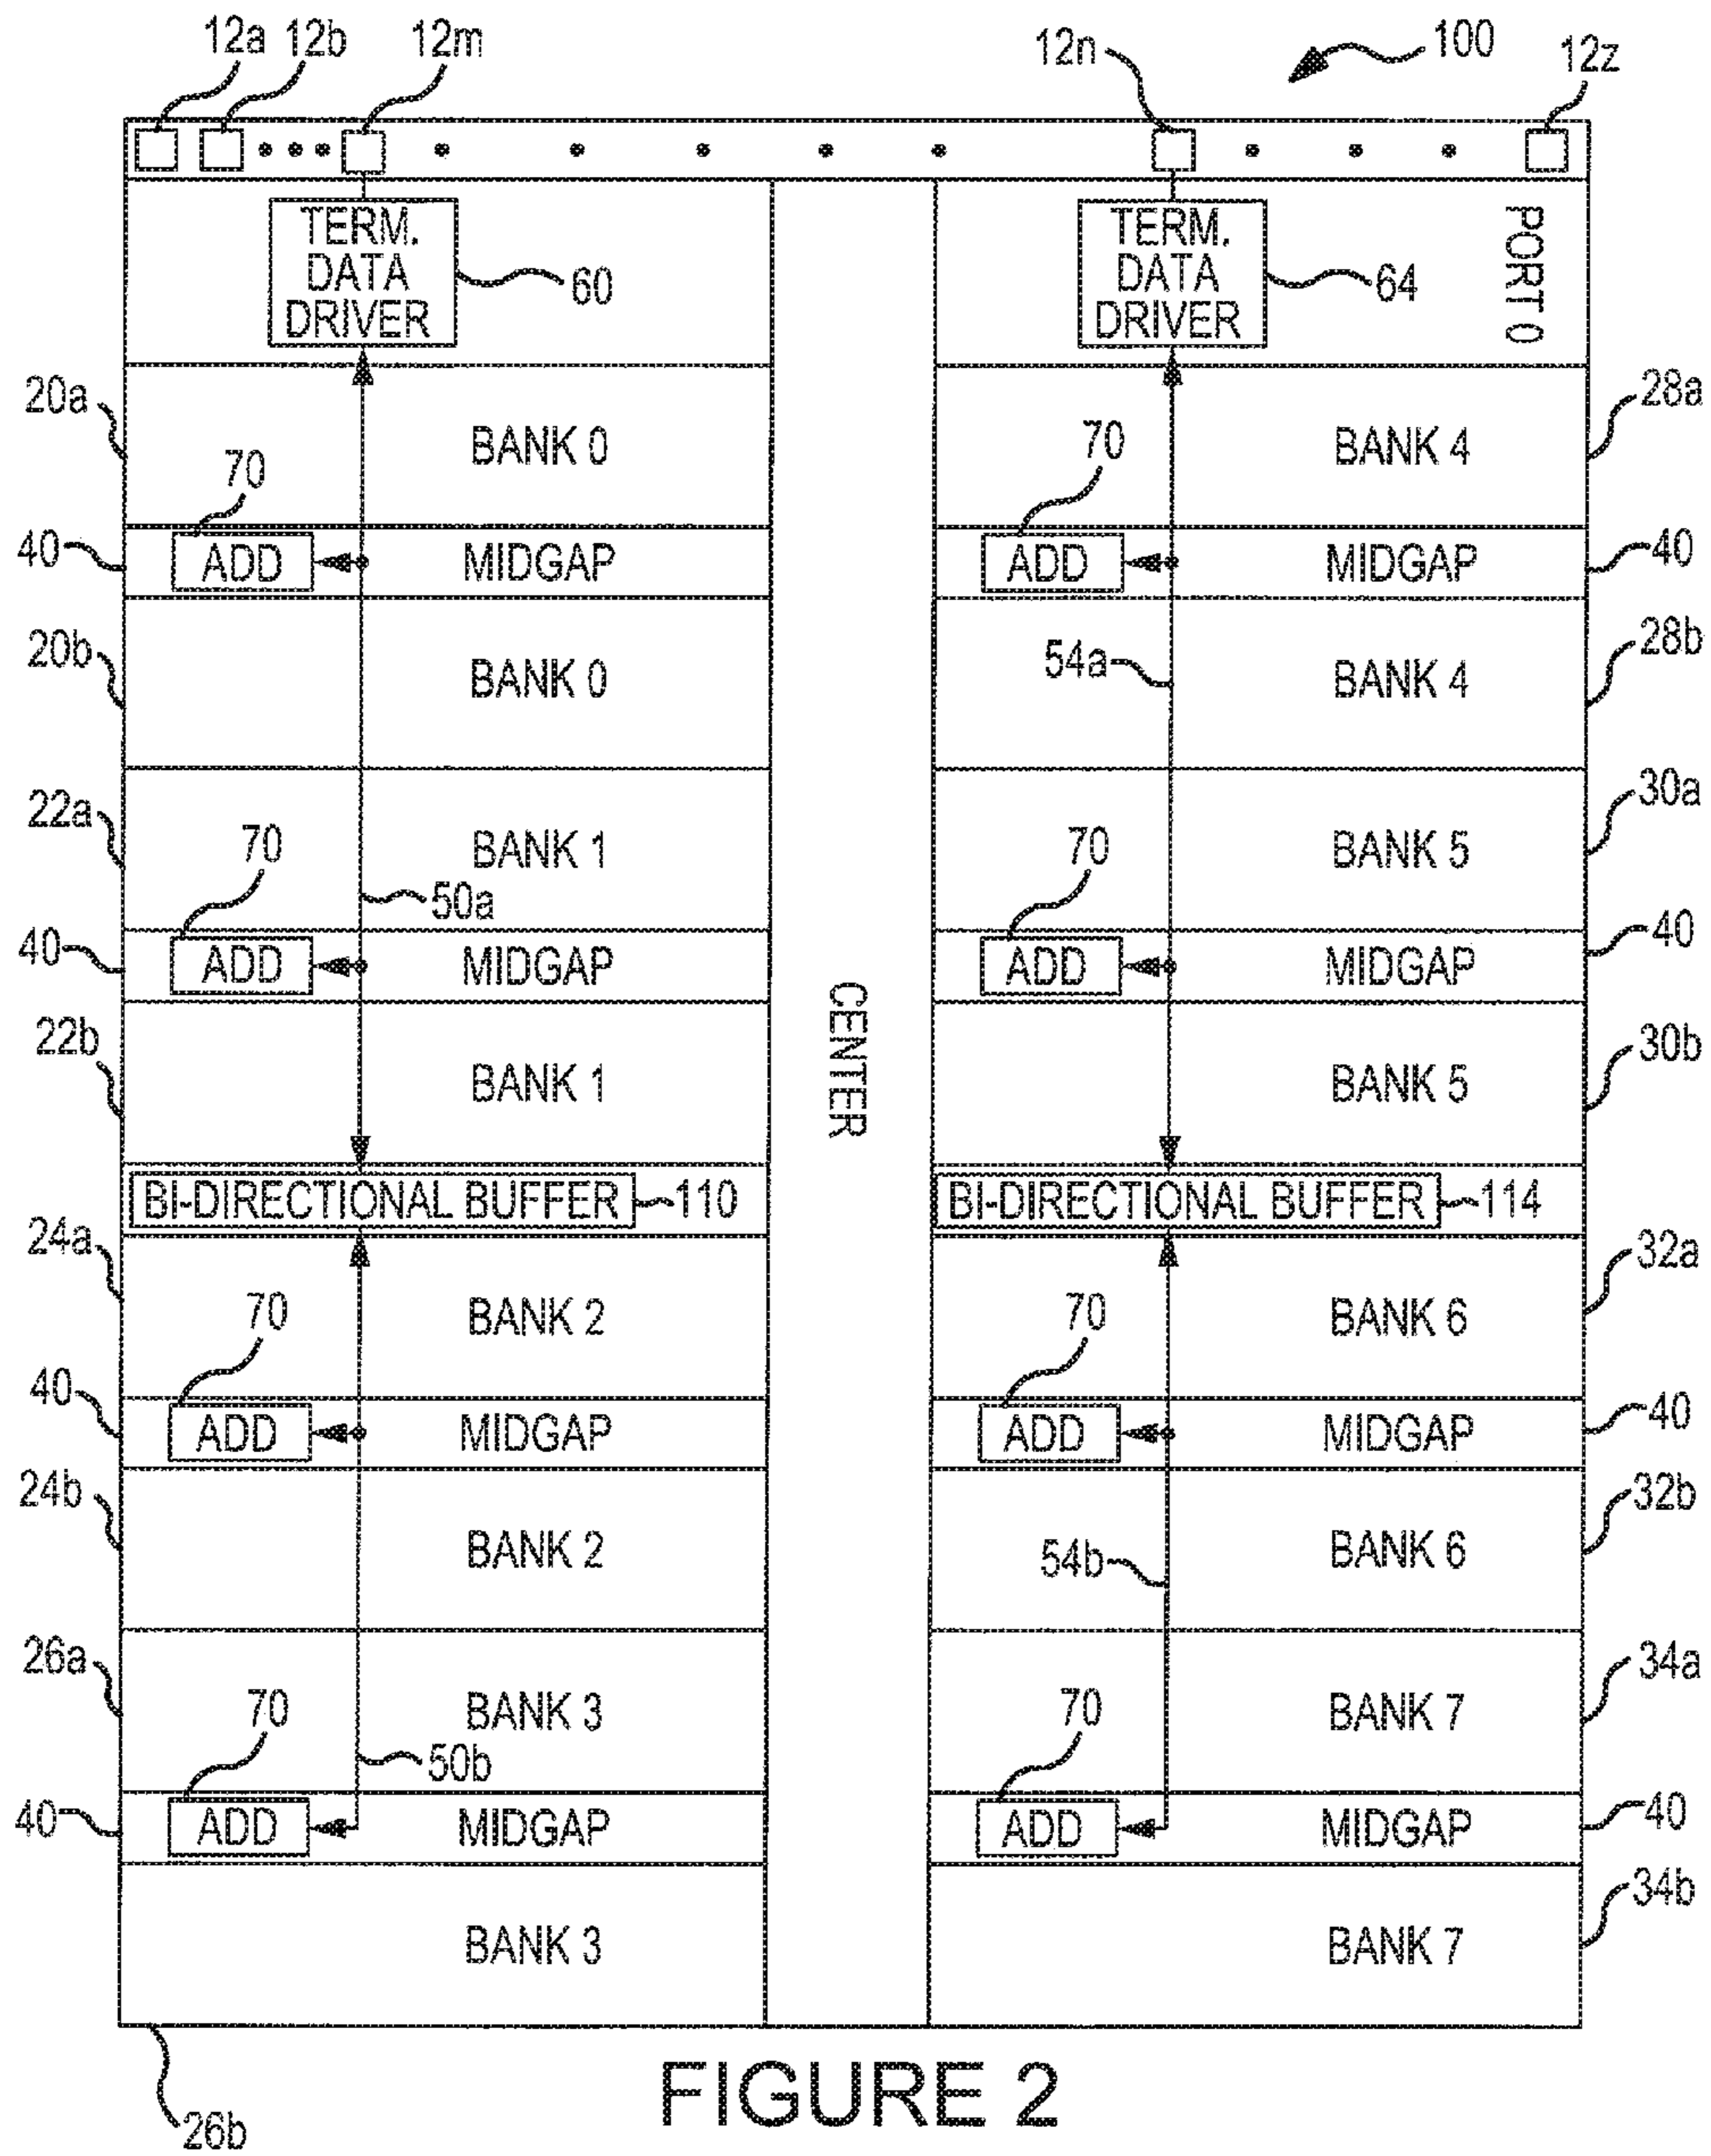 12a 12b 12m 12n 100 12z
TERM.
DATA
DRIVER
60
TERM.
DATA
DRIVER
64
PORT 0
20a BANK 0 BANK 4 28a
70 70
40 ADD MIDGAP ADD MIDGAP 40
20b BANK 0 54a BANK 4 28b
22a BANK 1 BANK 5 30a
70 70
50a
40 ADD MIDGAP ADD MIDGAP 40
CENTER
22b BANK 1 BANK 5 30b
BI-DIRECTIONAL BUFFER 110 BI-DIRECTIONAL BUFFER 114
24a BANK 2 BANK 6 32a
70 70
40 ADD MIDGAP ADD MIDGAP 40
24b BANK 2 54b BANK 6 32b
26a BANK 3 BANK 7 34a
70 70
50b
40 ADD MIDGAP ADD MIDGAP 40
BANK 3 BANK 7 34b
26b
FIGURE 2